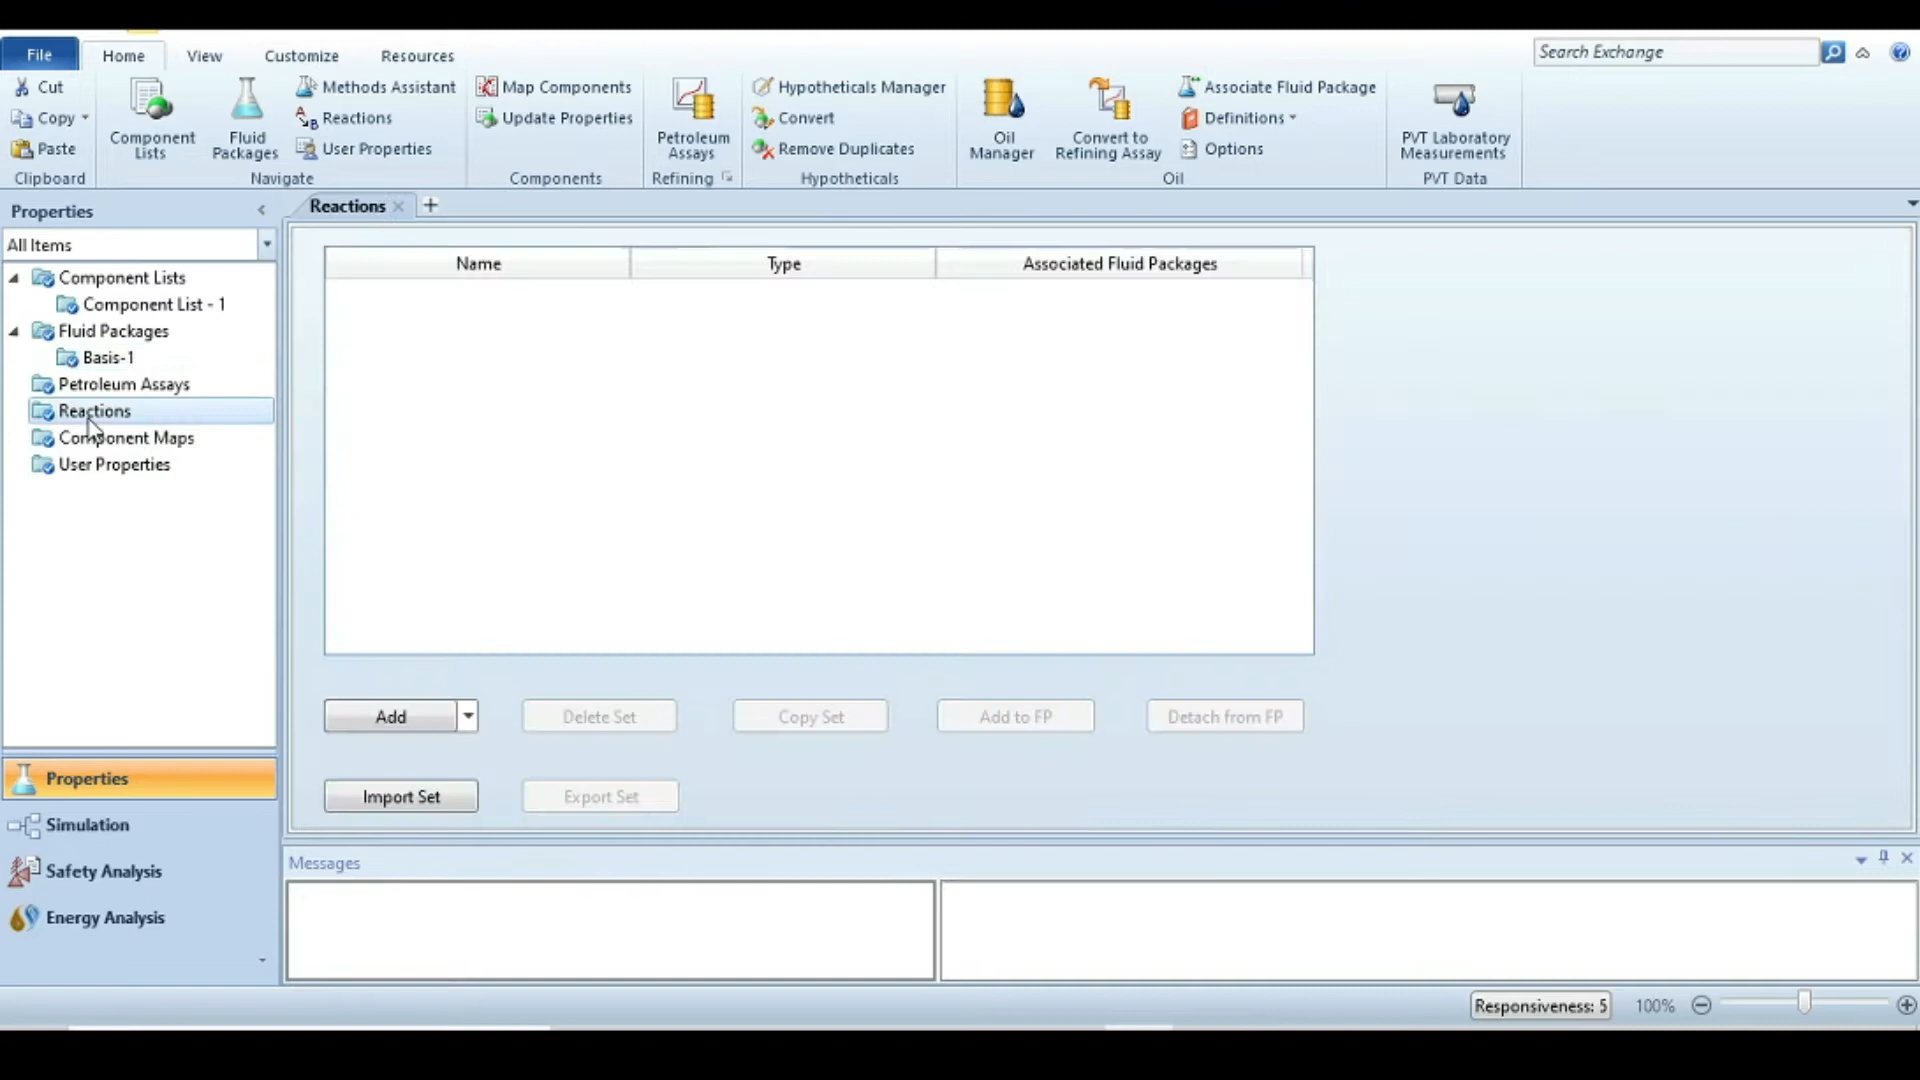 File Home View Customize Resources Search Exchange
Cut Methods Assistant Map Components Hypotheticals Manager Associate Fluid Package
Copy Reactions Update Properties Convert Definitions
Component Lists
Fluid Packages
Petroleum Assays
Oil Manager
Convert to Refining Assay
PVT Laboratory Measurements
Paste User Properties Remove Duplicates Options
Clipboard Navigate Components Refining Hypotheticals Oil PVT Data
Properties
Reactions
All Items
Component Lists
Component List - 1
Fluid Packages
Basis-1
Petroleum Assays
Reactions
Component Maps
User Properties
Name Type Associated Fluid Packages
Add Delete Set Copy Set Add to FP Detach from FP
Import Set Export Set
Properties
Simulation
Safety Analysis
Energy Analysis
Messages
Responsiveness: 5 100%